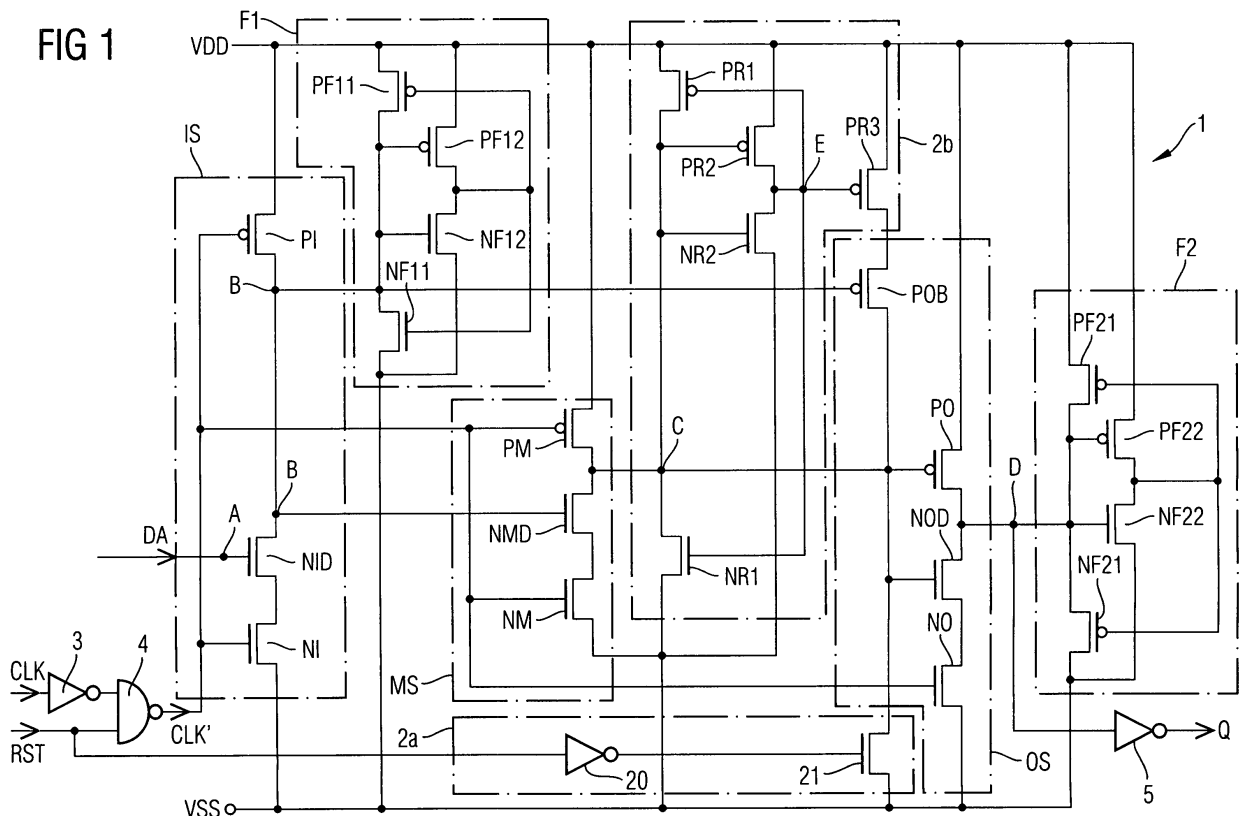 FIG 1
VDD
F1
PF11
PF12
NF12
NF11
IS
PI
B
B
DA
A
NID
NI
CLK
3
4
RST
CLK'
VSS
PR1
PR2
E
PR3
NR2
2b
1
POB
F2
PF21
PF22
NF22
NF21
PM
C
NMD
NM
NR1
MS
PO
D
NOD
NO
2a
20
21
OS
5
Q